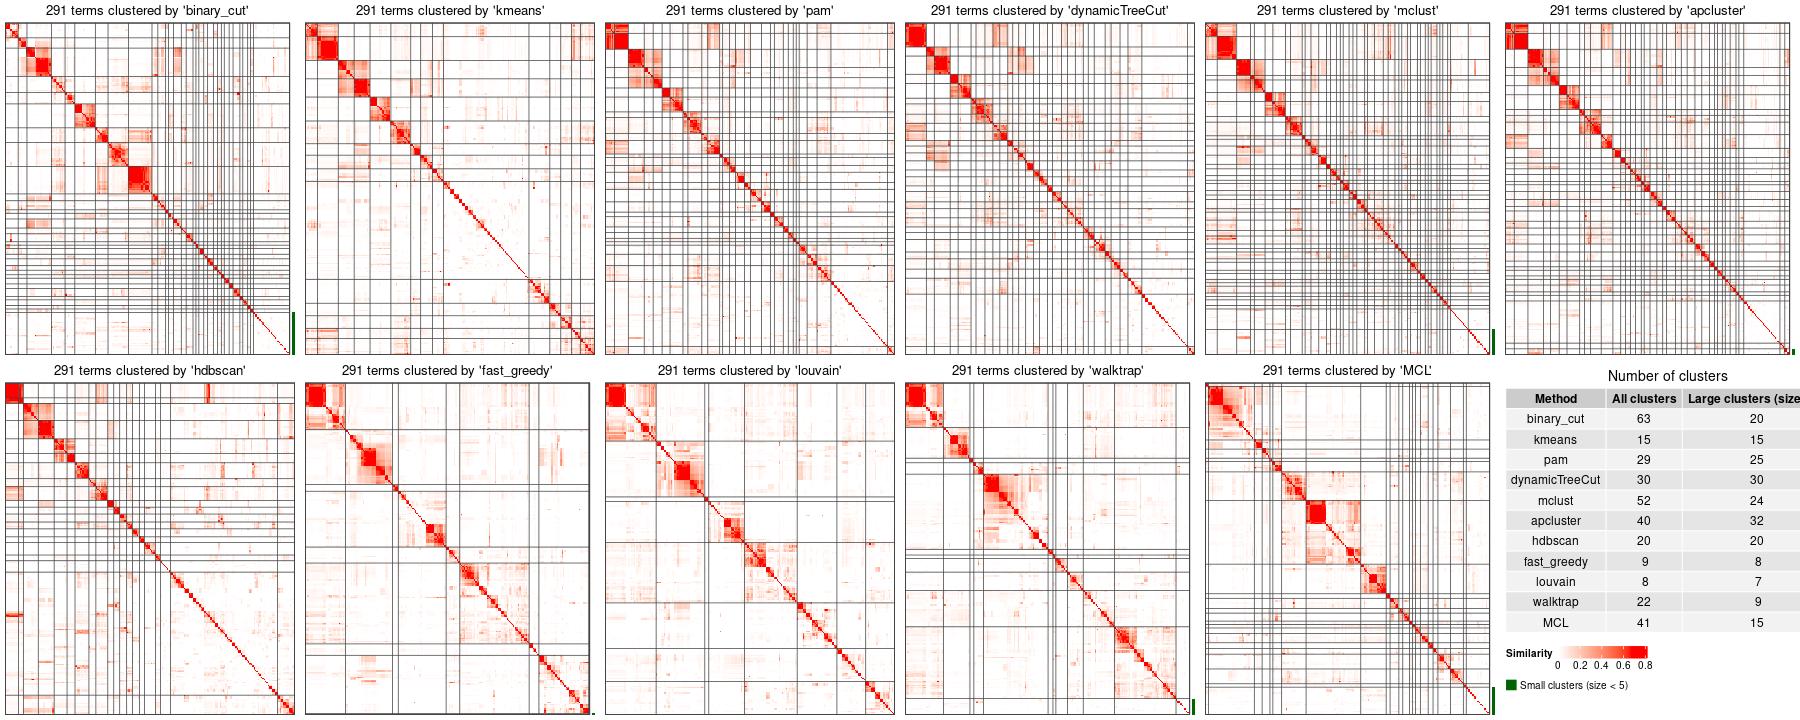 291 terms clustered by 'binary_cut'
291 terms clustered by 'kmeans'
291 terms clustered by 'pam'
291 terms clustered by 'dynamicTreeCut'
291 terms clustered by 'mclust'
291 terms clustered by 'apcluster'
291 terms clustered by 'hdbscan'
291 terms clustered by 'fast_greedy'
291 terms clustered by 'louvain'
291 terms clustered by 'walktrap'
291 terms clustered by 'MCL'
Number of clusters
Method All clusters Large clusters (size
binary_cut 63 20
kmeans 15 15
pam 29 25
dynamicTreeCut 30 30
mclust 52 24
apcluster 40 32
hdbscan 20 20
fast_greedy 9 8
louvain 8 7
walktrap 22 9
MCL 41 15
Similarity
0 0.2 0.4 0.6 0.8
Small clusters (size < 5)